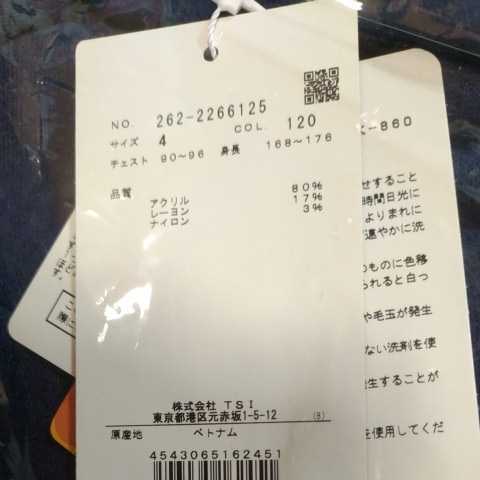 NO. 262-2266125
サイズ 4 COL. 120
チェスト 90〜96 身長 168〜176
品質
アクリル 80%
レーヨン 17%
ナイロン 3%
株式会社 TSI
東京都港区元赤坂1-5-12 (8)
原産地 ベトナム
4543065162451
-860
せすること
時間日光に
よりまれに
速やかに洗
のものに色移
られると白っ
や毛玉が発生
ない洗剤を使
生することが
を使用してくだ